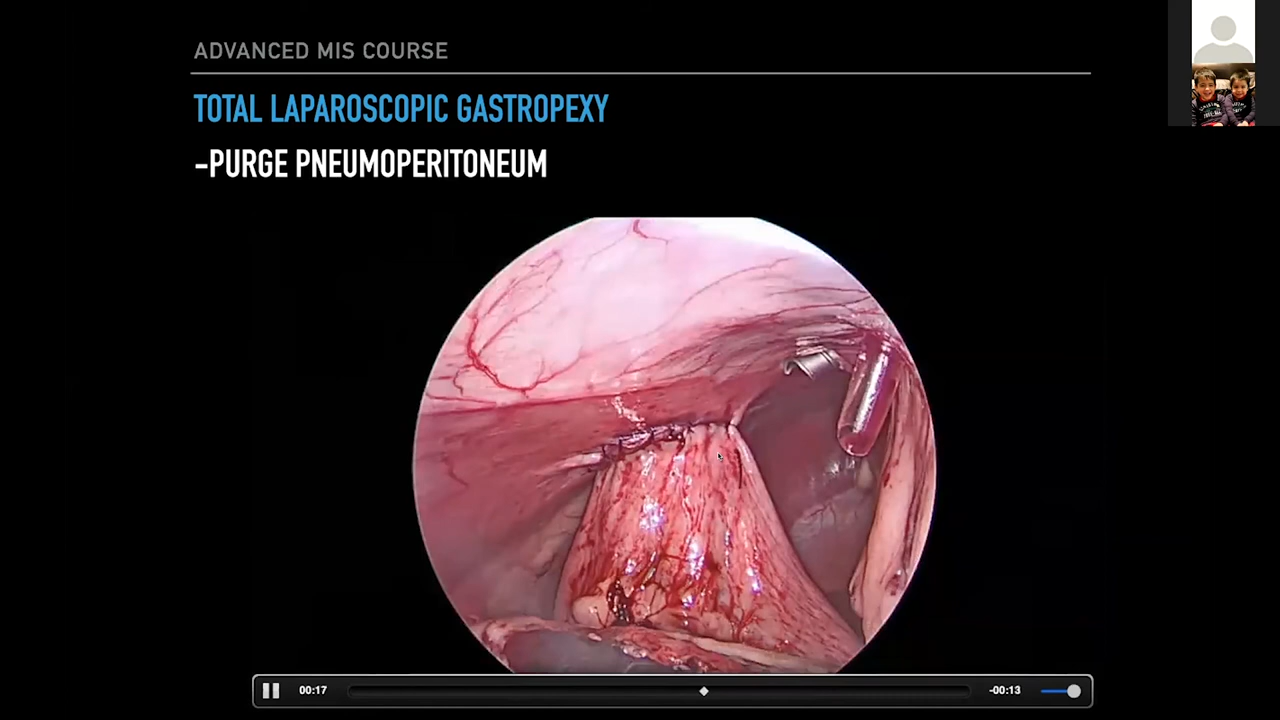 ADVANCED MIS COURSE
TOTAL LAPAROSCOPIC GASTROPEXY
-PURGE PNEUMOPERITONEUM
00:17
-00:13